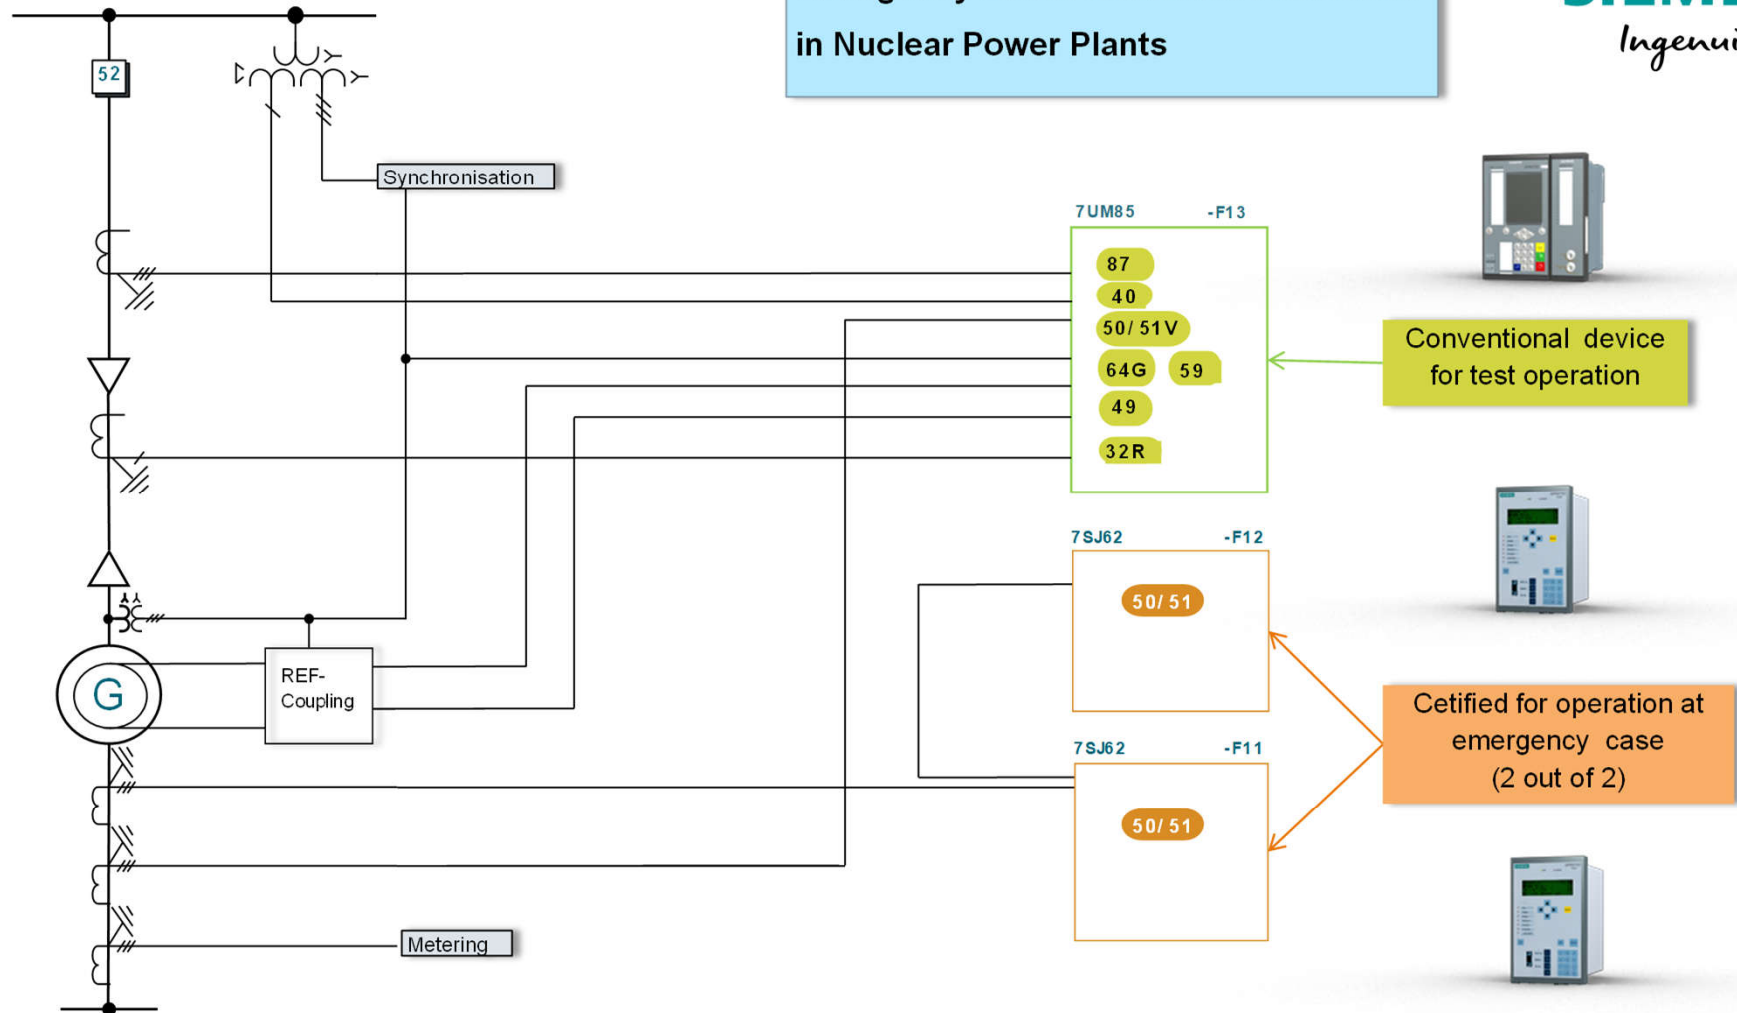 in Nuclear Power Plants
52
Synchronisation
7UM85 -F13
87
40
50/51V
64G 59
49
32R
Conventional device
for test operation
7SJ62 -F12
50/51
REF-
Coupling
G
Cetified for operation at
emergency case
(2 out of 2)
7SJ62 -F11
50/51
Metering